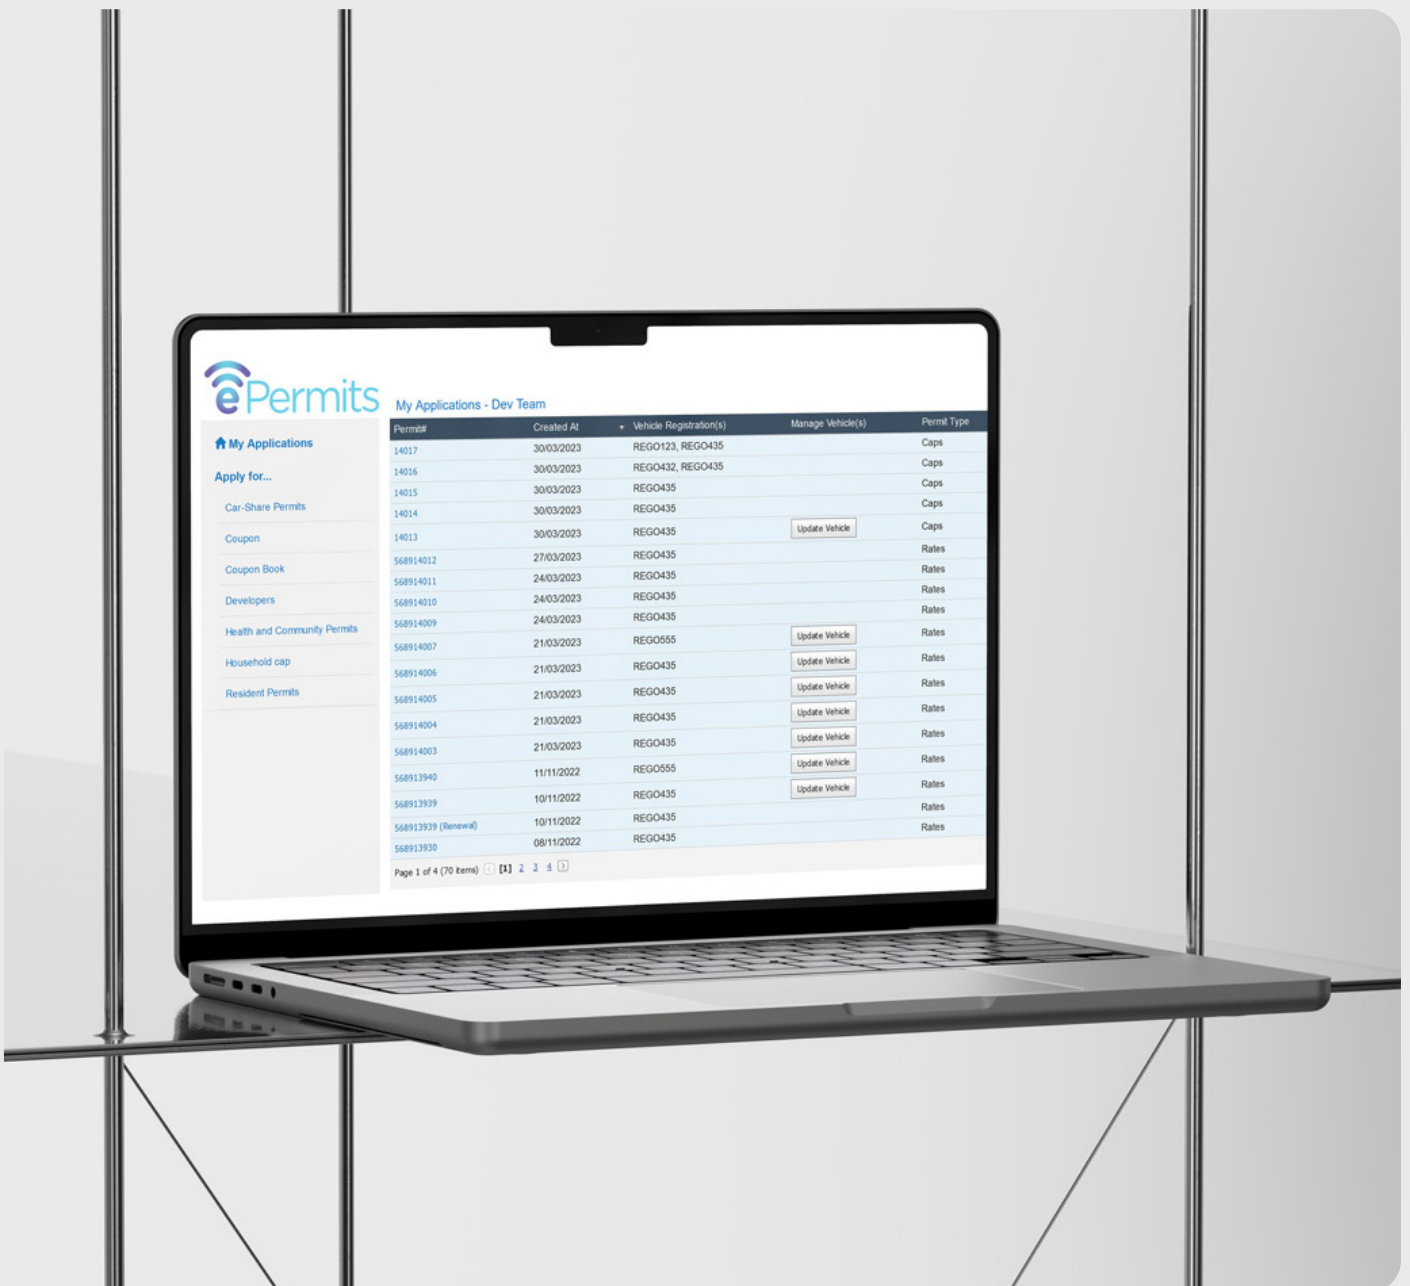 ePermits
My Applications - Dev Team
My Applications
Apply for...
Car-Share Permits
Coupon
Coupon Book
Developers
Health and Community Permits
Household cap
Resident Permits
Permit# Created At Vehicle Registration(s) Manage Vehicle(s) Permit Type
14017 30/03/2023 REGO123, REGO435 Caps
14016 30/03/2023 REGO432, REGO435 Caps
14015 30/03/2023 REGO435 Caps
14014 30/03/2023 REGO435 Caps
14013 30/03/2023 REGO435 Update Vehicle Caps
568914012 27/03/2023 REGO435 Rates
568914011 24/03/2023 REGO435 Rates
568914010 24/03/2023 REGO435 Rates
568914009 24/03/2023 REGO435 Rates
568914007 21/03/2023 REGO555 Update Vehicle Rates
568914006 21/03/2023 REGO435 Update Vehicle Rates
568914005 21/03/2023 REGO435 Update Vehicle Rates
568914004 21/03/2023 REGO435 Update Vehicle Rates
568914003 21/03/2023 REGO435 Update Vehicle Rates
568913940 11/11/2022 REGO555 Update Vehicle Rates
568913939 10/11/2022 REGO435 Update Vehicle Rates
568913939 (Renewal) 10/11/2022 REGO435 Rates
568913930 08/11/2022 REGO435 Rates
Page 1 of 4 (70 items) < [1] 2 3 4 >